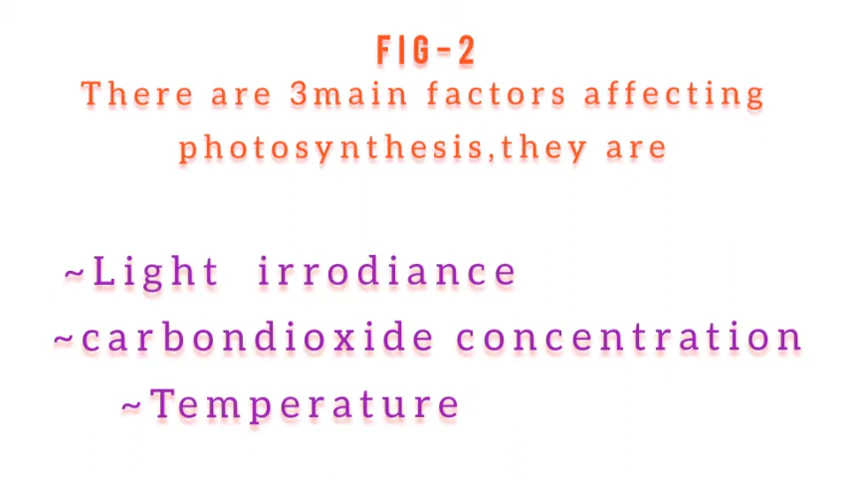 FIG-2
There are 3main factors affecting
photosynthesis,they are
~Light irrodiance
~carbondioxide concentration
~Temperature